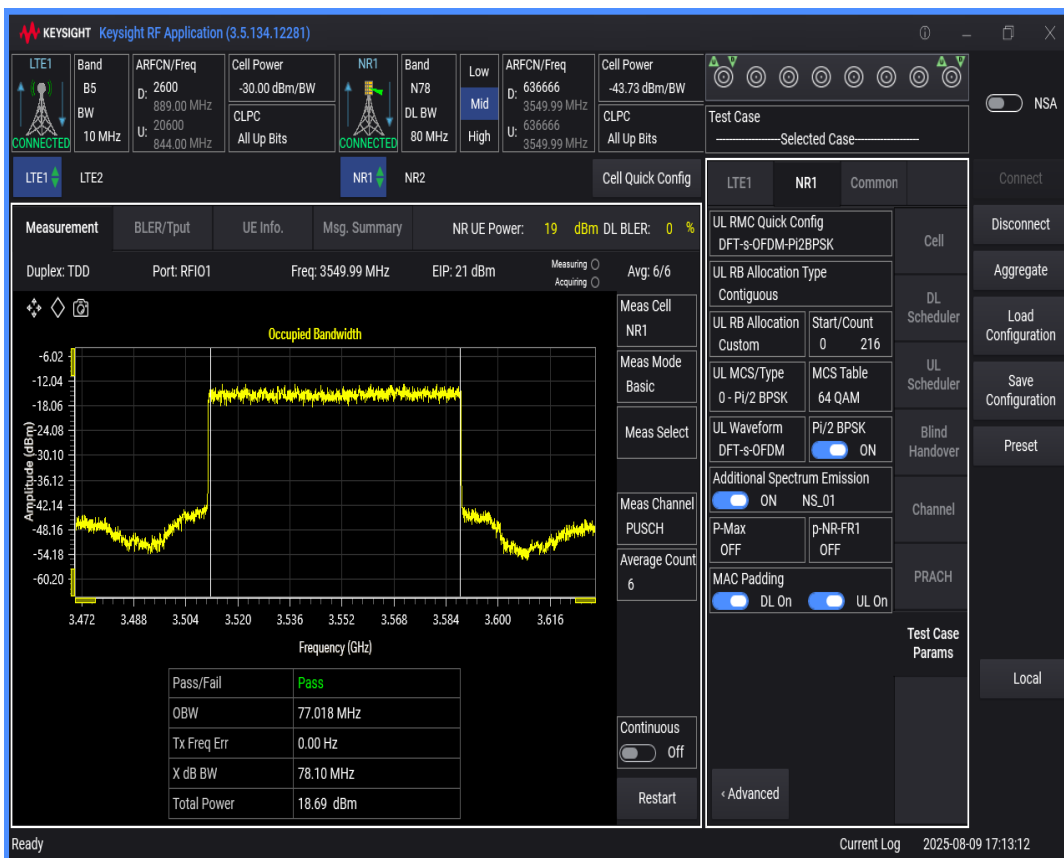 KEYSIGHT Keysight RF Application (3.5.134.12281)
LTE1
CONNECTED
Band
B5
BW
10 MHz
ARFCN/Freq
D: 2600
889.00 MHz
U: 20600
844.00 MHz
Cell Power
-30.00 dBm/BW
CLPC
All Up Bits
NR1
CONNECTED
Band
N78
DL BW
80 MHz
Low
Mid
High
ARFCN/Freq
D: 636666
3549.99 MHz
U: 636666
3549.99 MHz
Cell Power
-43.73 dBm/BW
CLPC
All Up Bits
Test Case
---------------Selected Case---------------
NSA
LTE1 LTE2 NR1 NR2 Cell Quick Config
Measurement BLER/Tput UE Info. Msg. Summary NR UE Power: 19 dBm DL BLER: 0 %
Duplex: TDD Port: RFIO1 Freq: 3549.99 MHz EIP: 21 dBm Measuring Avg: 6/6
Acquiring
Occupied Bandwidth
Amplitude (dBm)
-6.02
-12.04
-18.06
-24.08
-30.10
-36.12
-42.14
-48.16
-54.18
-60.20
3.472 3.488 3.504 3.520 3.536 3.552 3.568 3.584 3.600 3.616
Frequency (GHz)
Pass/Fail Pass
OBW 77.018 MHz
Tx Freq Err 0.00 Hz
X dB BW 78.10 MHz
Total Power 18.69 dBm
Meas Cell
NR1
Meas Mode
Basic
Meas Select
Meas Channel
PUSCH
Average Count
6
Continuous
Off
Restart
LTE1 NR1 Common
UL RMC Quick Config
DFT-s-OFDM-Pi2BPSK
UL RB Allocation Type
Contiguous
UL RB Allocation Start/Count
Custom 0 216
UL MCS/Type MCS Table
0 - Pi/2 BPSK 64 QAM
UL Waveform Pi/2 BPSK
DFT-s-OFDM ON
Additional Spectrum Emission
ON NS_01
P-Max p-NR-FR1
OFF OFF
MAC Padding
DL On UL On
‹ Advanced
Cell
DL
Scheduler
UL
Scheduler
Blind
Handover
Channel
PRACH
Test Case
Params
Connect
Disconnect
Aggregate
Load
Configuration
Save
Configuration
Preset
Local
Ready Current Log 2025-08-09 17:13:12